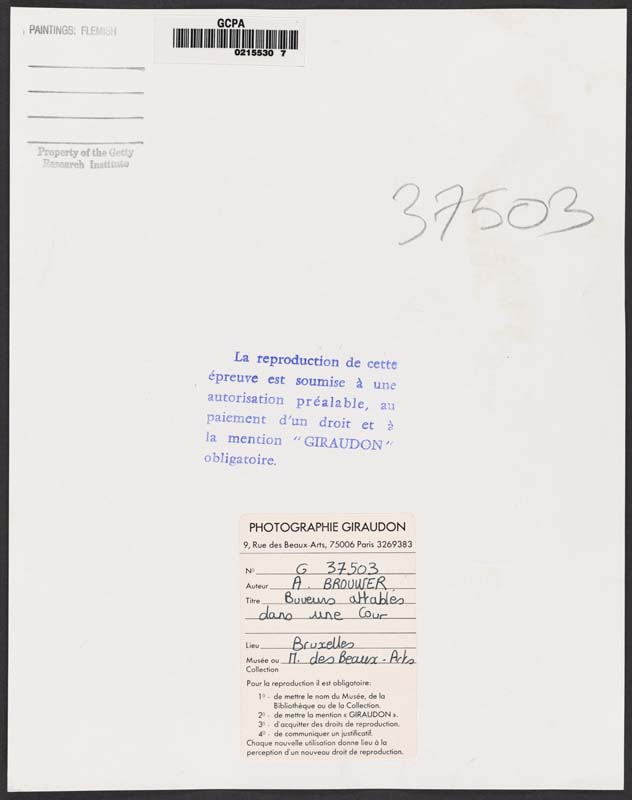 PAINTINGS: FLEMISH
GCPA
0215530 7
Property of the Getty
Research Institute
37503
La reproduction de cette
épreuve est soumise à une
autorisation préalable, au
paiement d'un droit et à
la mention "GIRAUDON"
obligatoire.
PHOTOGRAPHIE GIRAUDON
9, Rue des Beaux-Arts, 75006 Paris 3269383
No G 37503
Auteur A. BROUWER
Titre Buveurs attablés
dans une Cour
Lieu Bruxelles
Musée ou M. des Beaux-Arts
Collection
Pour la reproduction il est obligatoire:
1o - de mettre le nom du Musée, de la
Bibliothèque ou de la Collection.
2o - de mettre la mention « GIRAUDON ».
3o - d'acquitter des droits de reproduction.
4o - de communiquer un justificatif.
Chaque nouvelle utilisation donne lieu à la
perception d'un nouveau droit de reproduction.